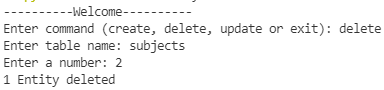 ----------Welcome----------
Enter command (create, delete, update or exit): delete
Enter table name: subjects
Enter a number: 2
1 Entity deleted